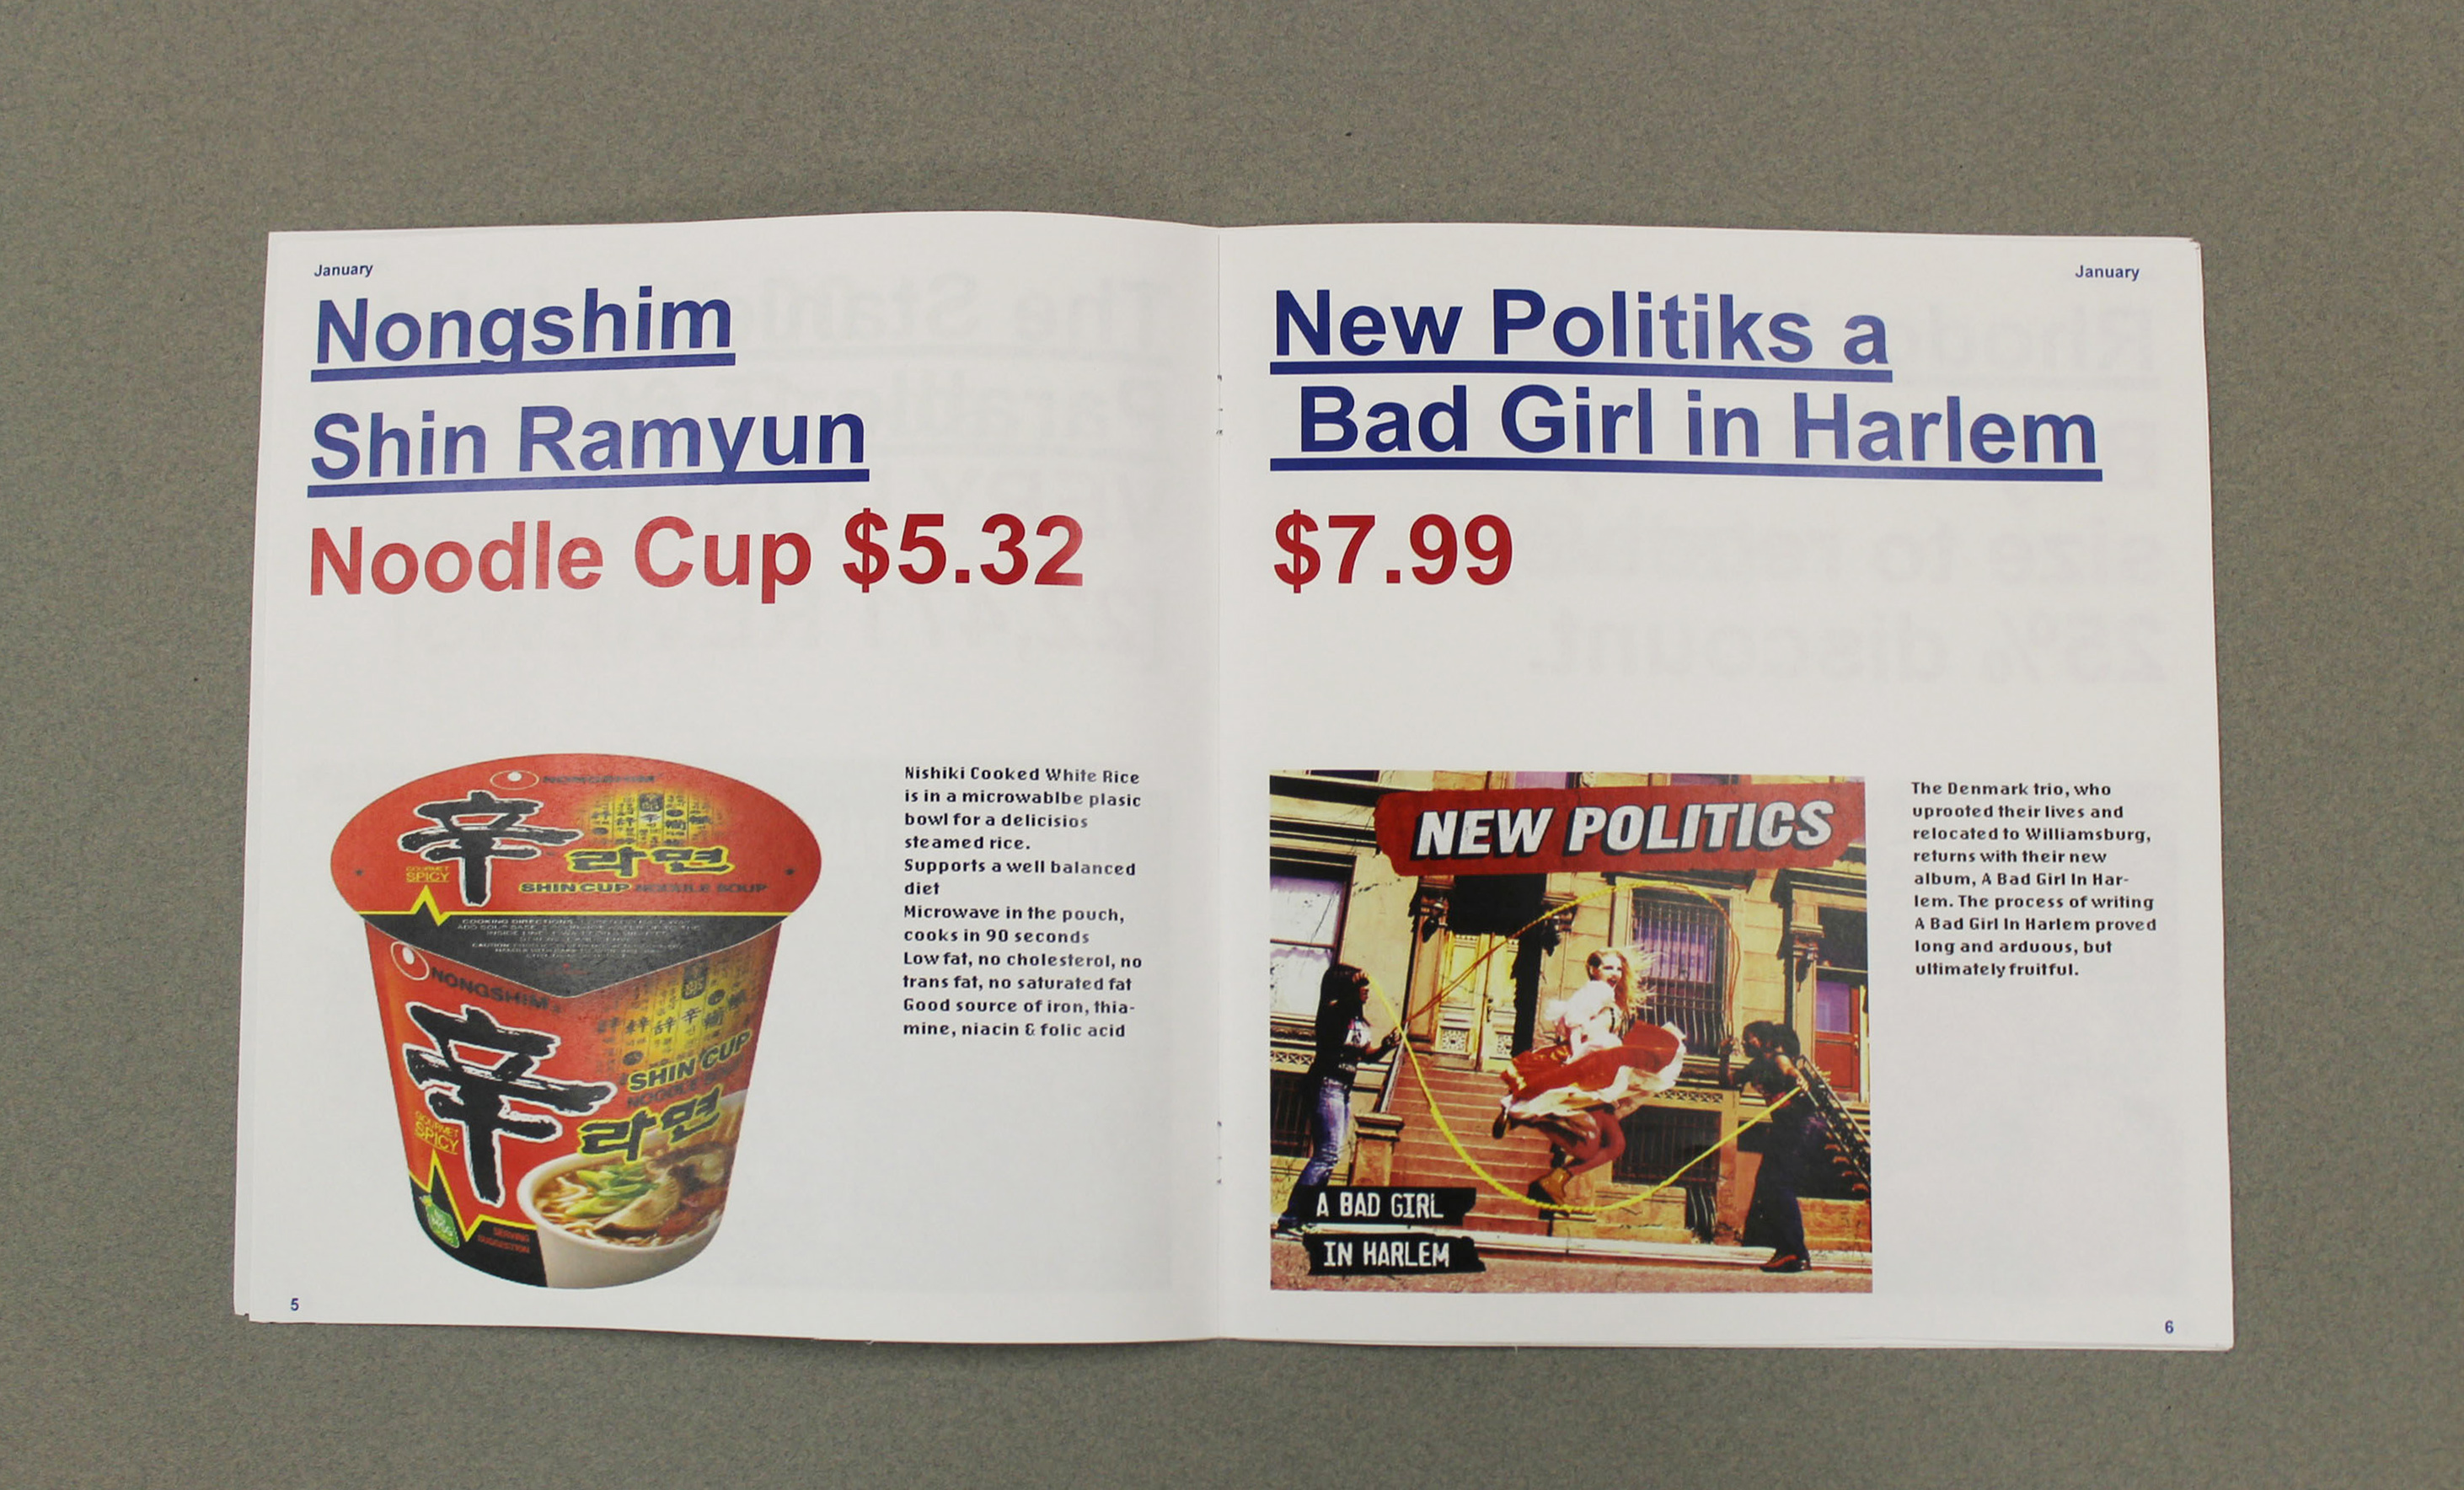 January
Nongshim
Shin Ramyun
Noodle Cup $5.32
NONGSHIM
辛
라면
GOURMET
SPICY
SHIN CUP NOODLE SOUP
COOKING DIRECTIONS
NONGSHIM
辛
SHIN CUP
NOODLE SOUP
라면
GOURMET
SPICY
SERVING
SUGGESTION
Nishiki Cooked White Rice
is in a microwablbe plasic
bowl for a delicisios
steamed rice.
Supports a well balanced
diet
Microwave in the pouch,
cooks in 90 seconds
Low fat, no cholesterol, no
trans fat, no saturated fat
Good source of iron, thia-
mine, niacin & folic acid
5
January
New Politiks a
Bad Girl in Harlem
$7.99
NEW POLITICS
A BAD GIRL
IN HARLEM
The Denmark trio, who
uprooted their lives and
relocated to Williamsburg,
returns with their new
album, A Bad Girl In Har-
lem. The process of writing
A Bad Girl In Harlem proved
long and arduous, but
ultimately fruitful.
6